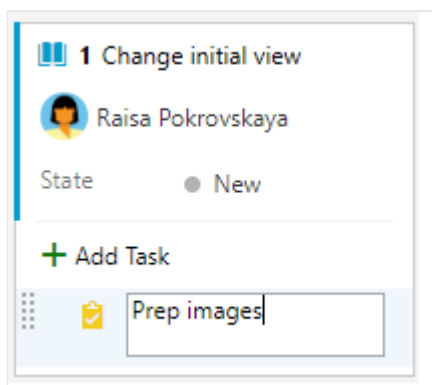 1 Change initial view
Raisa Pokrovskaya
State New
Add Task
Prep images